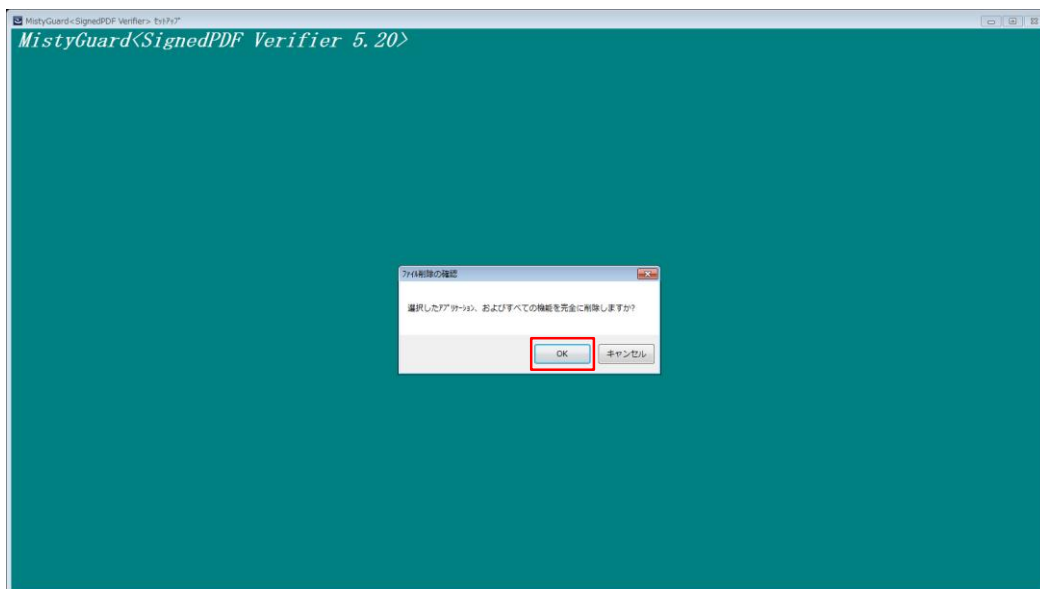 MistyGuard<SignedPDF Verifier> ｾｯﾄｱｯﾌﾟ
MistyGuard<SignedPDF Verifier 5.20>
ﾌｧｲﾙ削除の確認
選択したｱﾌﾟﾘｹｰｼｮﾝ、およびすべての機能を完全に削除しますか?
OK
キャンセル